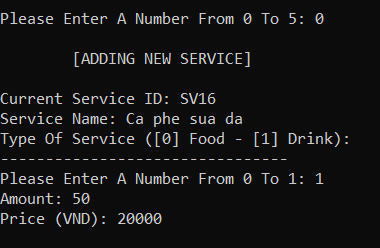 Please Enter A Number From 0 To 5: 0
[ADDING NEW SERVICE]
Current Service ID: SV16
Service Name: Ca phe sua da
Type Of Service ([0] Food - [1] Drink):
--------------------------------
Please Enter A Number From 0 To 1: 1
Amount: 50
Price (VND): 20000